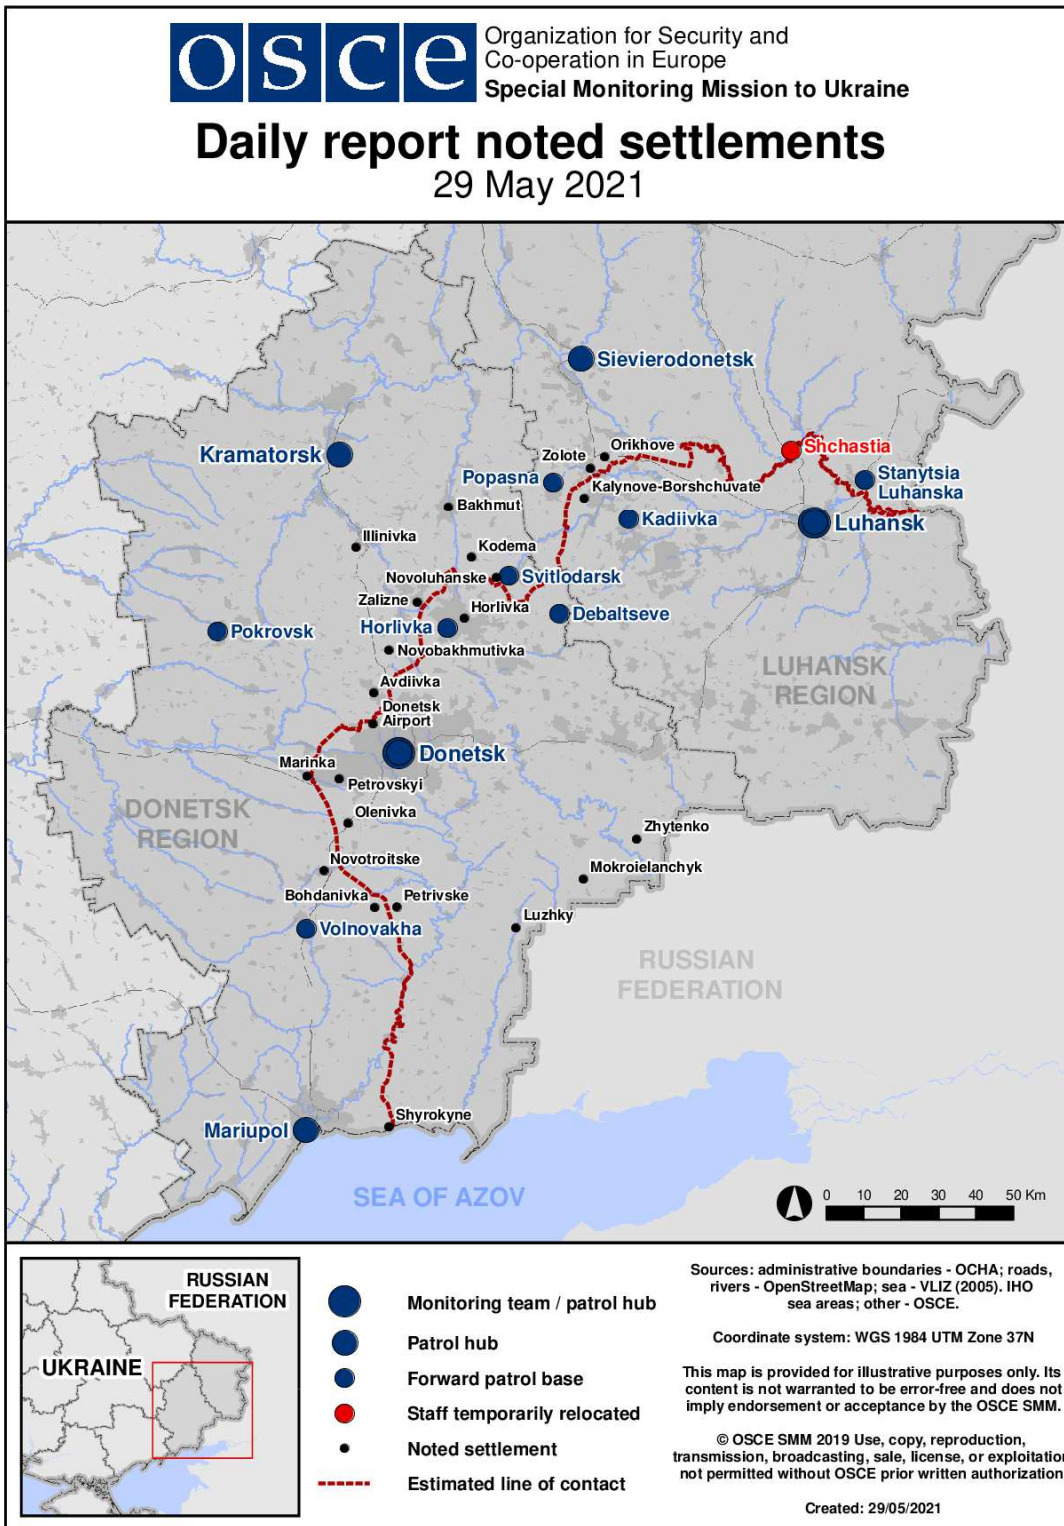 osce
Organization for Security and
Co-operation in Europe
Special Monitoring Mission to Ukraine
Daily report noted settlements
29 May 2021
Sievierodonetsk
Kramatorsk
Shchastia
Orikhove
Zolote
Popasna
Kalynove-Borshchuvate
Stanytsia
Luhanska
Bakhmut
Kadiivka
Luhansk
Illinivka
Kodema
Novoluhanske
Svitlodarsk
Zalizne
Horlivka
Horlivka
Debaltseve
Pokrovsk
Novobakhmutivka
LUHANSK
REGION
Avdiivka
Donetsk
Airport
Donetsk
Marinka
Petrovskyi
DONETSK
REGION
Olenivka
Zhytenko
Novotroitske
Mokroielanchyk
Bohdanivka
Petrivske
Luzhky
Volnovakha
RUSSIAN
FEDERATION
Shyrokyne
Mariupol
SEA OF AZOV
0 10 20 30 40 50 Km
RUSSIAN
FEDERATION
UKRAINE
Monitoring team / patrol hub
Patrol hub
Forward patrol base
Staff temporarily relocated
Noted settlement
Estimated line of contact
Sources: administrative boundaries - OCHA; roads,
rivers - OpenStreetMap; sea - VLIZ (2005). IHO
sea areas; other - OSCE.
Coordinate system: WGS 1984 UTM Zone 37N
This map is provided for illustrative purposes only. Its
content is not warranted to be error-free and does not
imply endorsement or acceptance by the OSCE SMM.
© OSCE SMM 2019 Use, copy, reproduction,
transmission, broadcasting, sale, license, or exploitation
not permitted without OSCE prior written authorization
Created: 29/05/2021